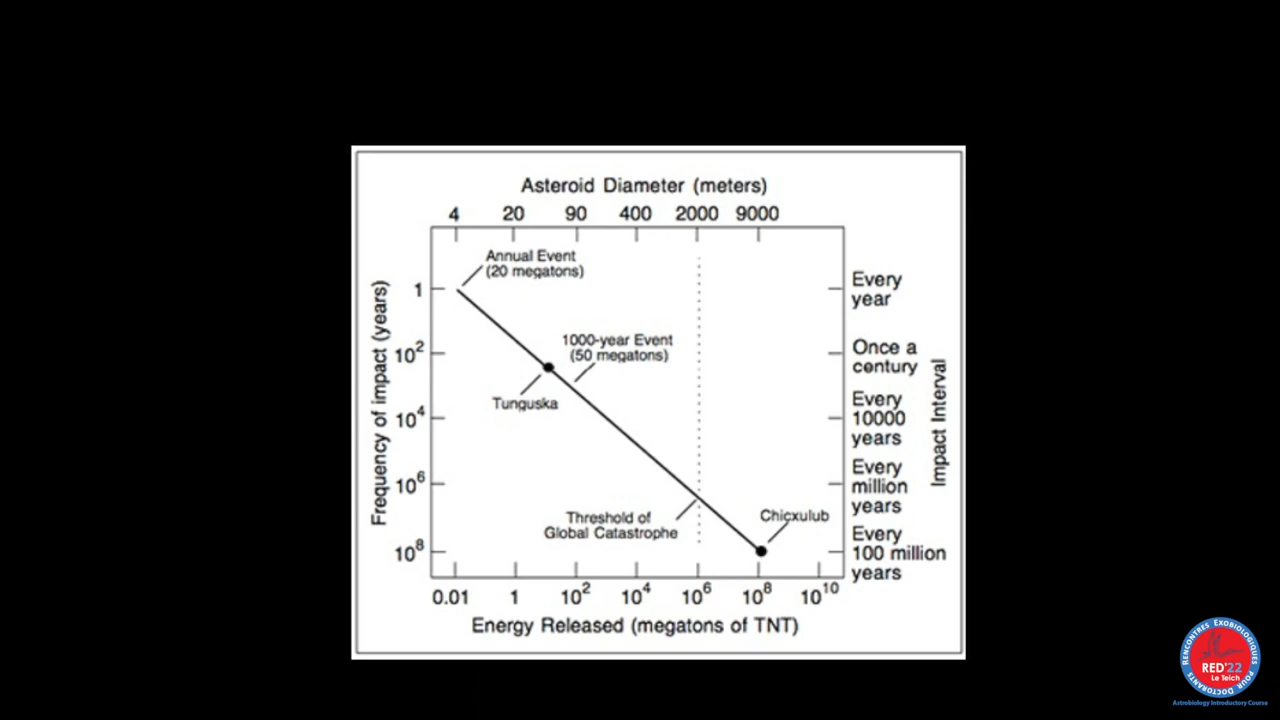 Asteroid Diameter (meters)
4 20 90 400 2000 9000
Annual Event
(20 megatons)
1000-year Event
(50 megatons)
Tunguska
Threshold of
Global Catastrophe
Chicxulub
Frequency of impact (years)
1
10²
10⁴
10⁶
10⁸
Every
year
Once a
century
Every
10000
years
Every
million
years
Every
100 million
years
Impact Interval
0.01 1 10² 10⁴ 10⁶ 10⁸ 10¹⁰
Energy Released (megatons of TNT)
RENCONTRES EXOBIOLOGIQUES POUR DOCTORANTS
RED'22
Le Teich
Astrobiology Introductory Course